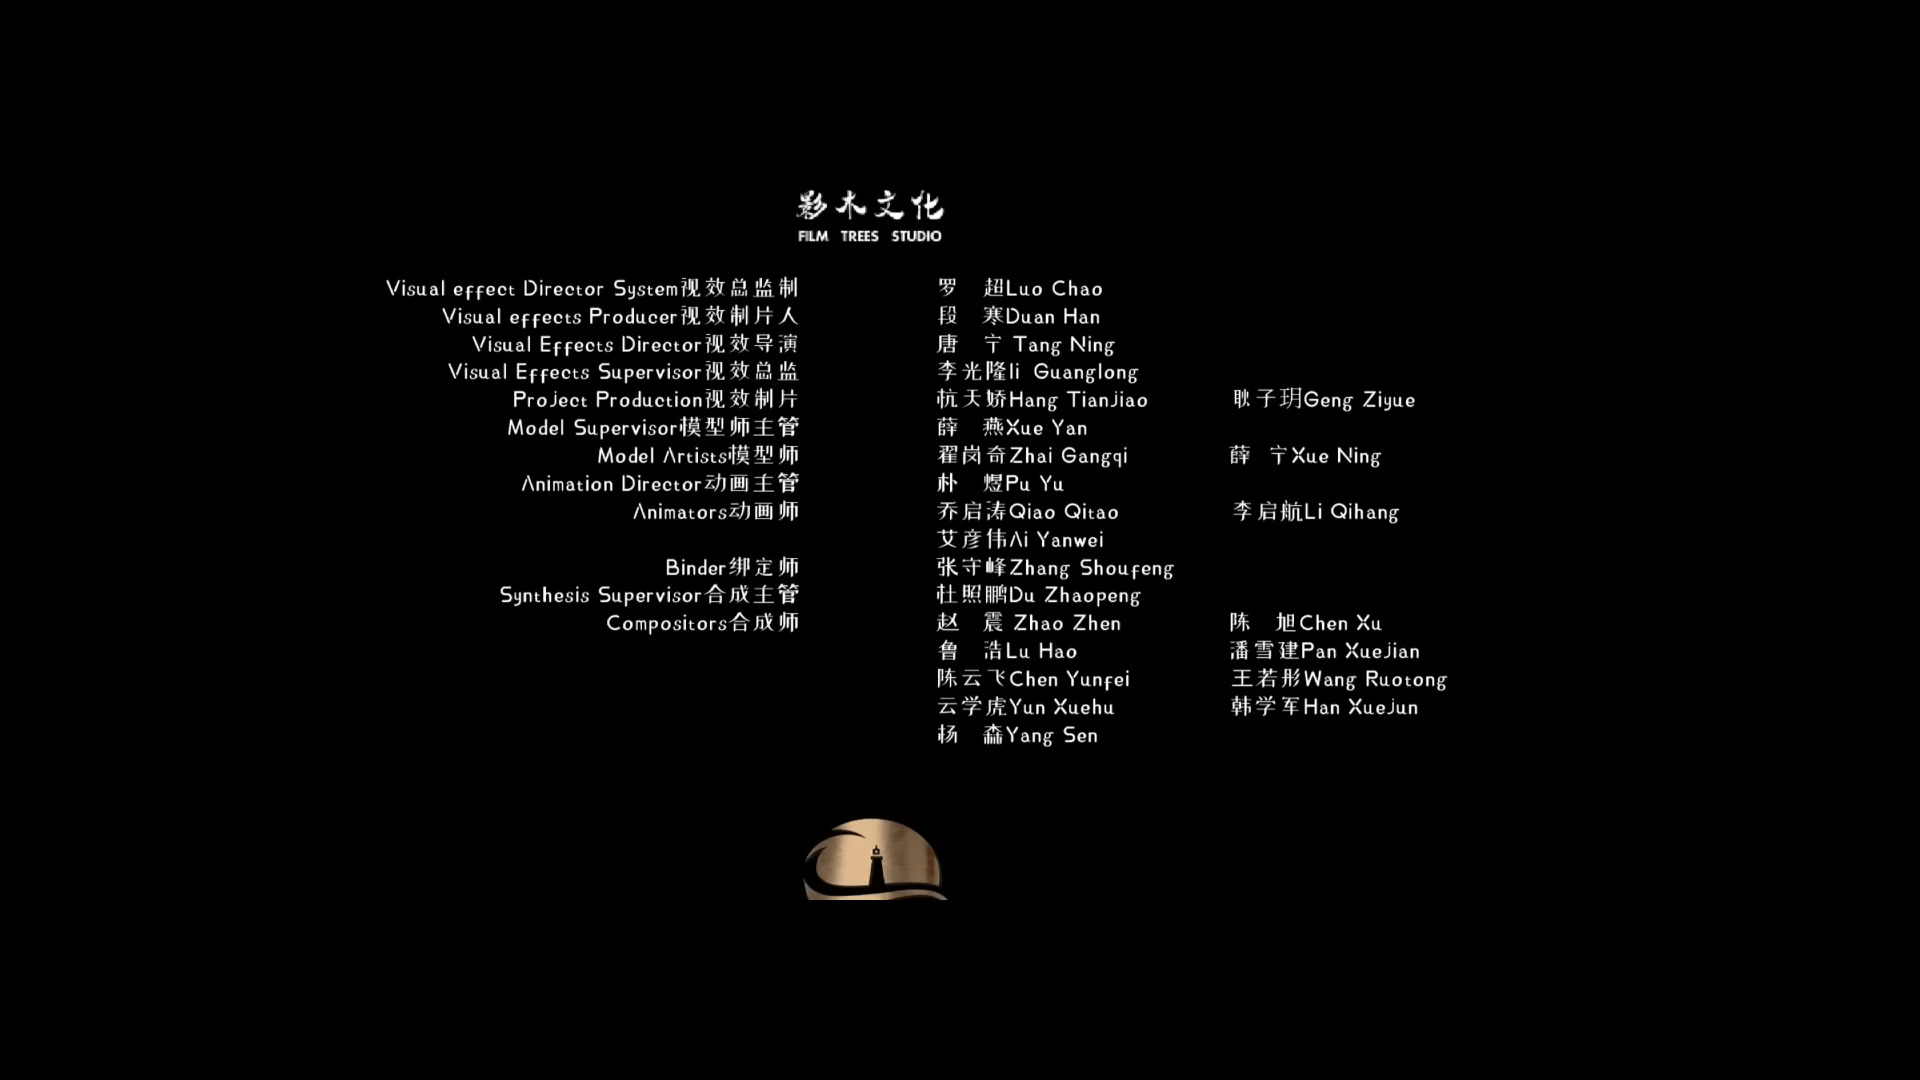 影木文化
FILM TREES STUDIO
Visual effect Director System视效总监制 罗 超Luo Chao
Visual effects Producer视效制片人 段 寒Duan Han
Visual Effects Director视效导演 唐 宁 Tang Ning
Visual Effects Supervisor视效总监 李光隆li Guanglong
ProJect Production视效制片 杭天娇Hang TianJiao 耿子玥Geng Ziyue
Model Supervisor模型师主管 薛 燕Xue Yan
Model Artists模型师 翟岗奇Zhai Gangqi 薛 宁Xue Ning
Animation Director动画主管 朴 煜Pu Yu
Animators动画师 乔启涛Qiao Qitao 李启航Li Qihang
艾彦伟Ai Yanwei
Binder绑定师 张守峰Zhang Shoufeng
Synthesis Supervisor合成主管 杜照鹏Du Zhaopeng
Compositors合成师 赵 震 Zhao Zhen 陈 旭Chen Xu
鲁 浩Lu Hao 潘雪建Pan XueJian
陈云飞Chen Yunfei 王若彤Wang Ruotong
云学虎Yun Xuehu 韩学军Han XueJun
杨 森Yang Sen